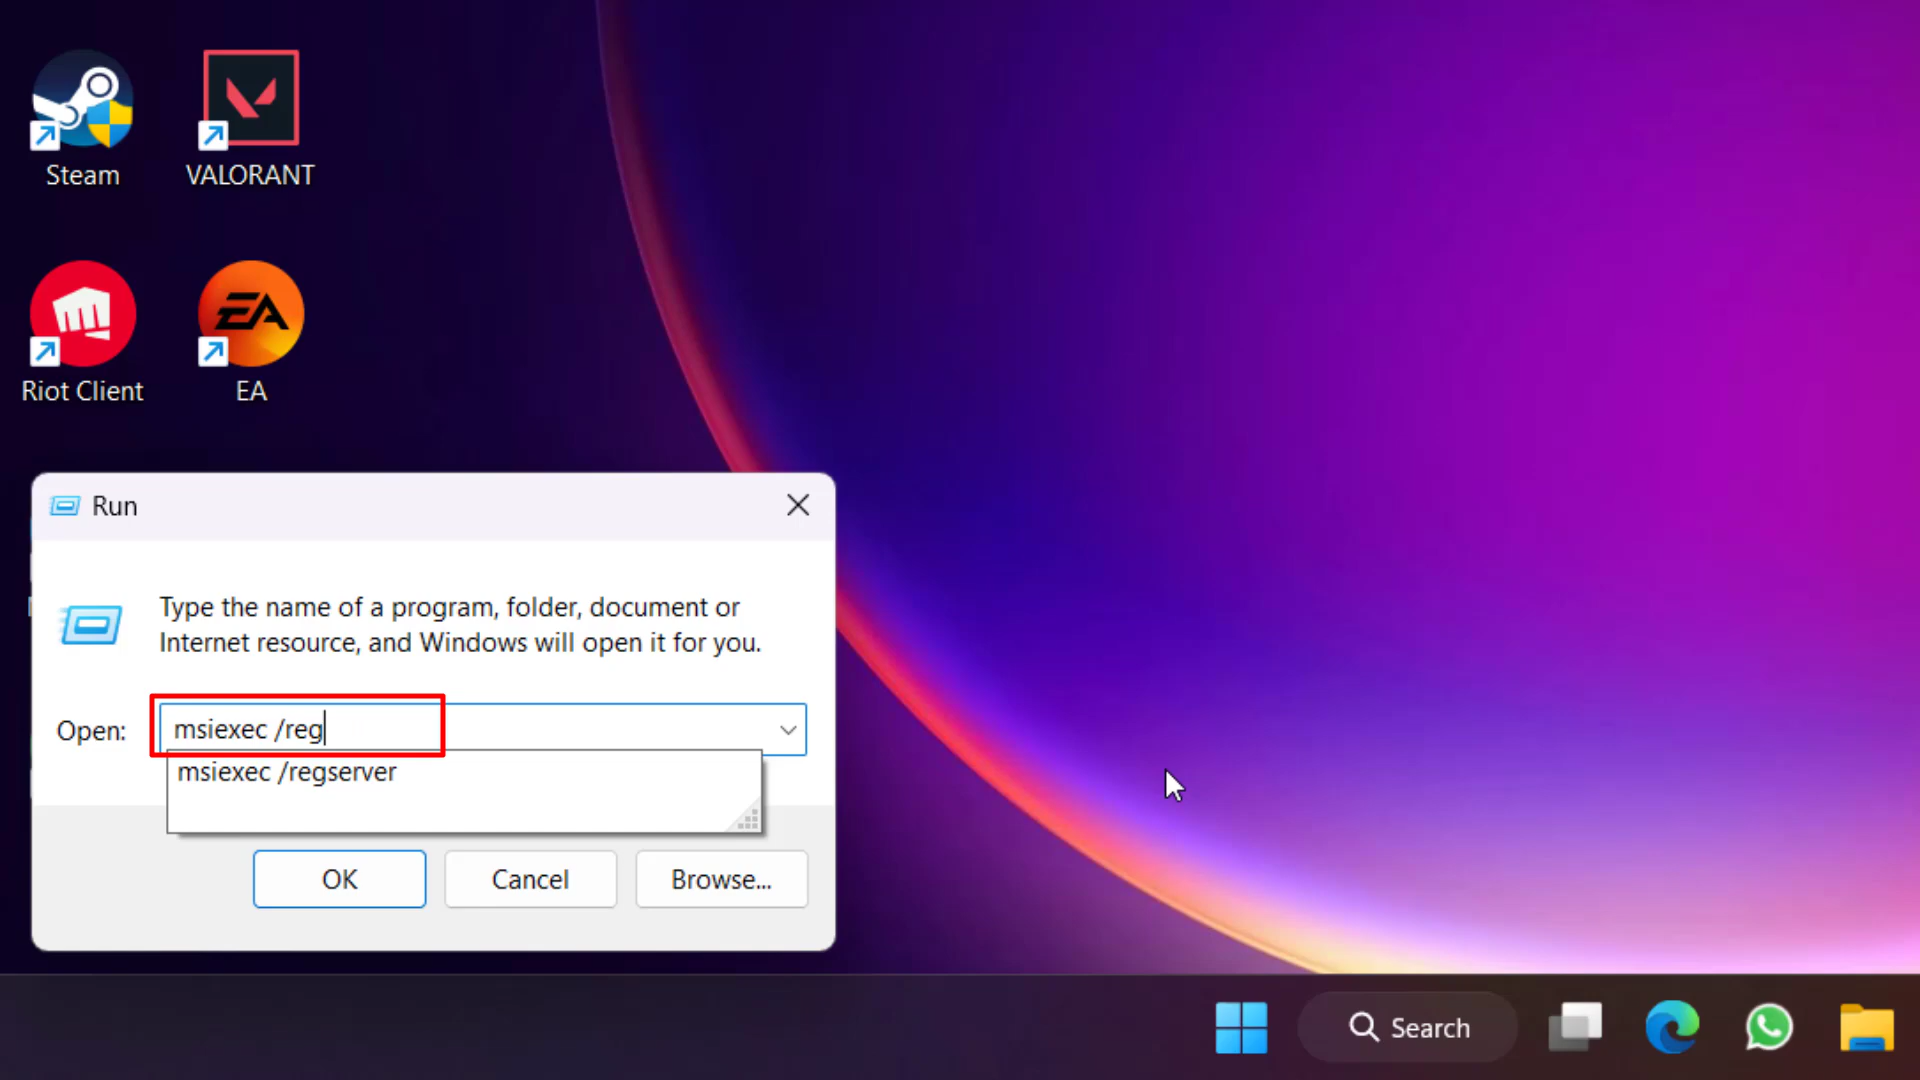 Steam
VALORANT
Riot Client
EA
EA
Run
Type the name of a program, folder, document or
Internet resource, and Windows will open it for you.
Open:
msiexec /reg
msiexec /regserver
OK
Cancel
Browse...
Search